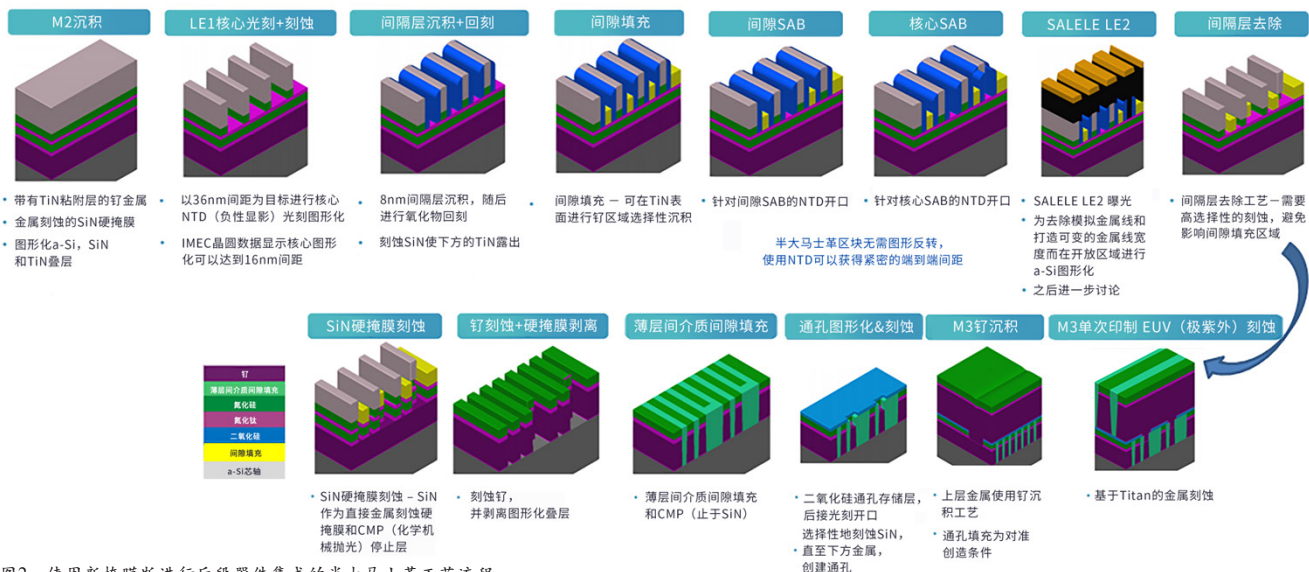 M2沉积
LE1核心光刻+刻蚀
间隔层沉积+回刻
间隙填充
间隙SAB
核心SAB
SALELE LE2
间隔层去除
• 带有TiN粘附层的钌金属
• 金属刻蚀的SiN硬掩膜
• 图形化a-Si，SiN
和TiN叠层
• 以36nm间距为目标进行核心
NTD（负性显影）光刻图形化
• IMEC晶圆数据显示核心图形
化可以达到16nm间距
• 8nm间隔层沉积，随后
进行氧化物回刻
• 刻蚀SiN使下方的TiN露出
• 间隙填充 – 可在TiN表
面进行钌区域选择性沉积
• 针对间隙SAB的NTD开口
• 针对核心SAB的NTD开口
半大马士革区块无需图形反转，
使用NTD可以获得紧密的端到端间距
• SALELE LE2 曝光
• 为去除模拟金属线和
打造可变的金属线宽
度而在开放区域进行
a-Si图形化
• 之后进一步讨论
• 间隔层去除工艺–需要
高选择性的刻蚀，避免
影响间隙填充区域
SiN硬掩膜刻蚀
钌刻蚀+硬掩膜剥离
薄层间介质间隙填充
通孔图形化&刻蚀
M3钌沉积
M3单次印制 EUV（极紫外）刻蚀
钌
薄层间介质间隙填充
氮化硅
氮化钛
二氧化硅
间隙填充
a-Si芯轴
• SiN硬掩膜刻蚀 – SiN
作为直接金属刻蚀硬
掩膜和CMP（化学机
械抛光）停止层
• 刻蚀钌，
并剥离图形化叠层
• 薄层间介质间隙填充
和CMP（止于SiN）
• 二氧化硅通孔存储层，
后接光刻开口
选择性地刻蚀SiN，
• 直至下方金属，
创建通孔
• 上层金属使用钌沉
积工艺
• 通孔填充为对准
创造条件
• 基于Titan的金属刻蚀